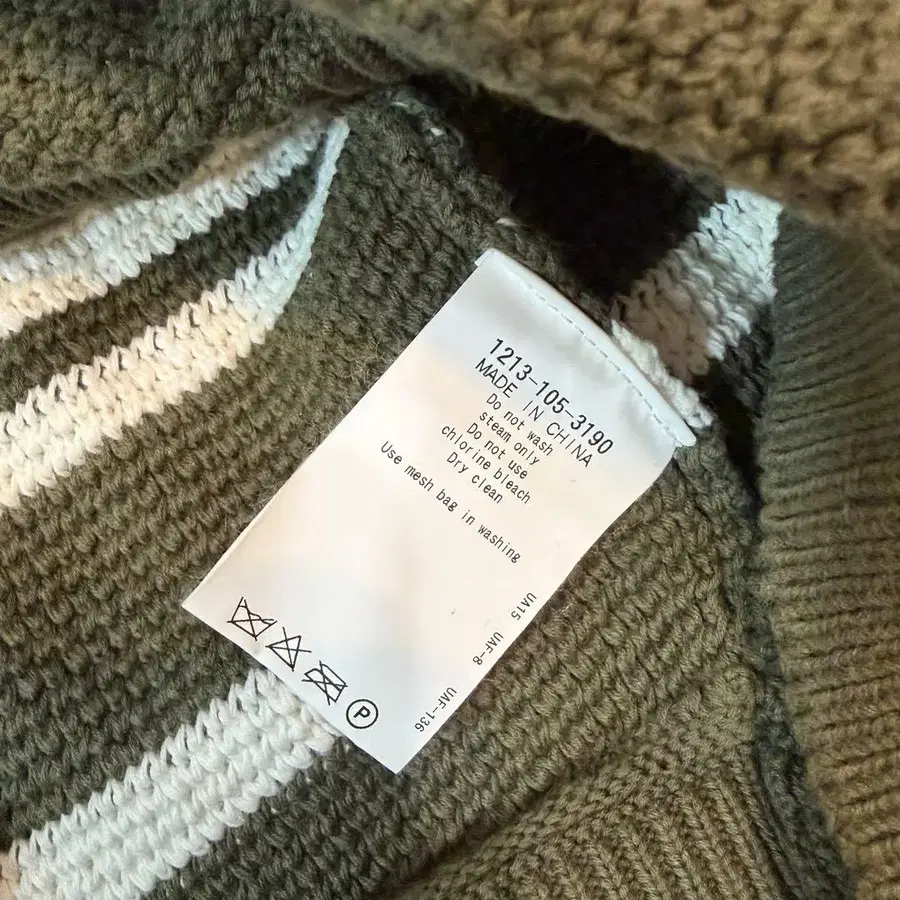 1213-105-3190
MADE IN CHINA
Do not wash
steam only
Do not use
chlorine bleach
Dry clean
Use mesh bag in washing
UA15
UAF-8
UAF-136
P